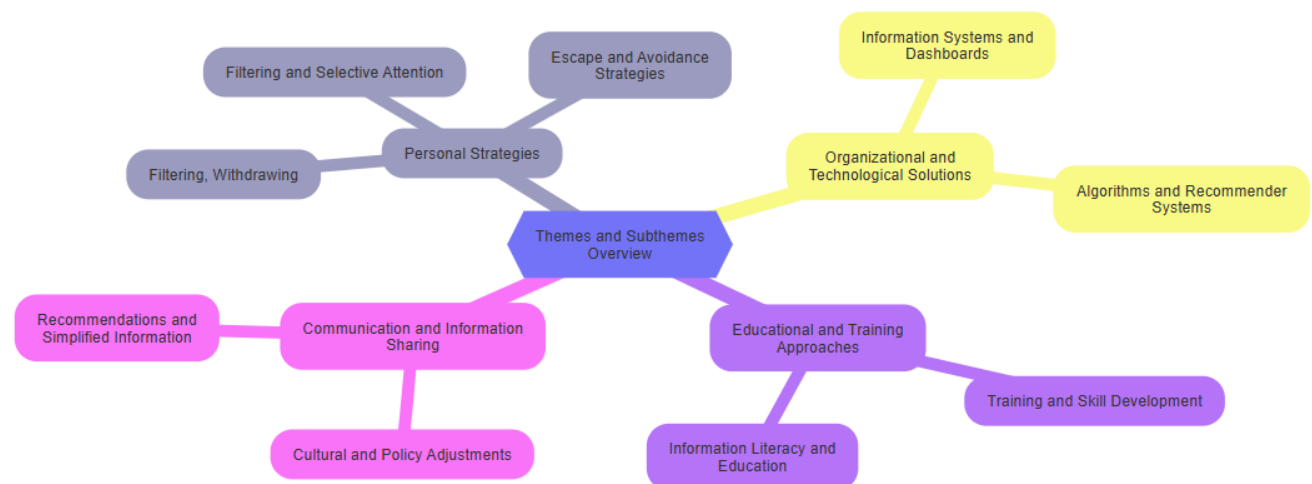 Information Systems and
Dashboards
Escape and Avoidance
Strategies
Filtering and Selective Attention
Personal Strategies
Organizational and
Technological Solutions
Filtering, Withdrawing
Algorithms and Recommender
Systems
Themes and Subthemes
Overview
Recommendations and
Simplified Information
Communication and Information
Sharing
Educational and Training
Approaches
Training and Skill Development
Cultural and Policy Adjustments
Information Literacy and
Education